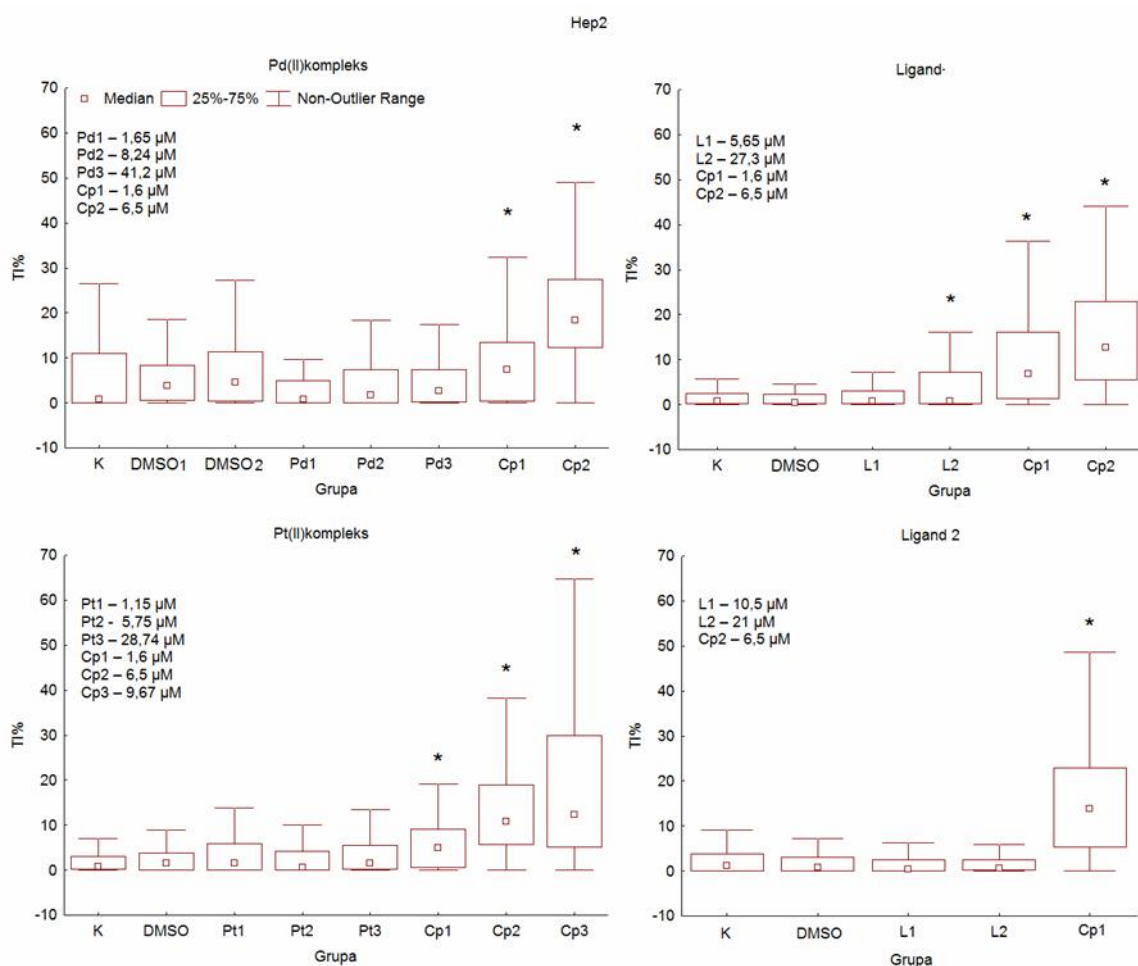 Hep2
Pd(II)kompleks
70
60
50
40
30
20
10
0
-10
TI%
Median 25%-75% Non-Outlier Range
Pd1 – 1,65 µM
Pd2 – 8,24 µM
Pd3 – 41,2 µM
Cp1 – 1,6 µM
Cp2 – 6,5 µM
*
*
K DMSO1 DMSO2 Pd1 Pd2 Pd3 Cp1 Cp2
Grupa
Ligand·
70
60
50
40
30
20
10
0
-10
TI%
L1 – 5,65 µM
L2 – 27,3 µM
Cp1 – 1,6 µM
Cp2 – 6,5 µM
*
*
*
K DMSO L1 L2 Cp1 Cp2
Grupa
Pt(II)kompleks
70
60
50
40
30
20
10
0
-10
TI%
Pt1 – 1,15 µM
Pt2 - 5,75 µM
Pt3 – 28,74 µM
Cp1 – 1,6 µM
Cp2 – 6,5 µM
Cp3 – 9,67 µM
*
*
*
K DMSO Pt1 Pt2 Pt3 Cp1 Cp2 Cp3
Grupa
Ligand 2
70
60
50
40
30
20
10
0
-10
TI%
L1 – 10,5 µM
L2 – 21 µM
Cp2 – 6,5 µM
*
K DMSO L1 L2 Cp1
Grupa